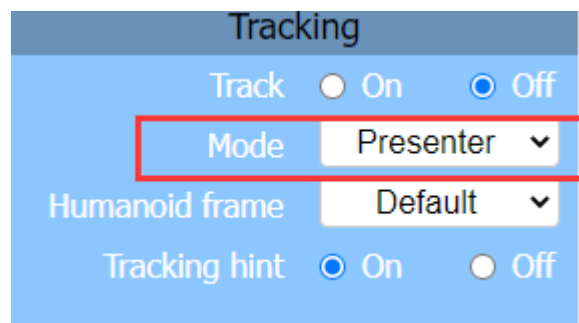 Tracking
Track On Off
Mode Presenter
Humanoid frame Default
Tracking hint On Off